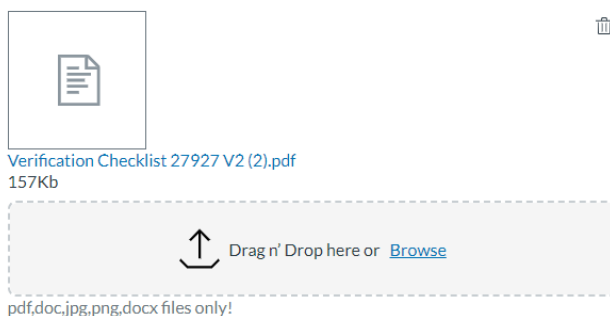 Verification Checklist 27927 V2 (2).pdf
157Kb
Drag n' Drop here or Browse
pdf,doc,jpg,png,docx files only!